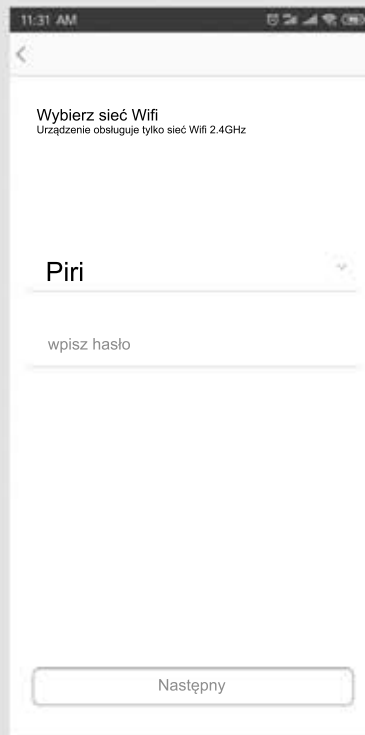 11:31 AM
Wybierz sieć Wifi
Urządzenie obsługuje tylko sieć Wifi 2.4GHz
Piri
wpisz hasło
Następny